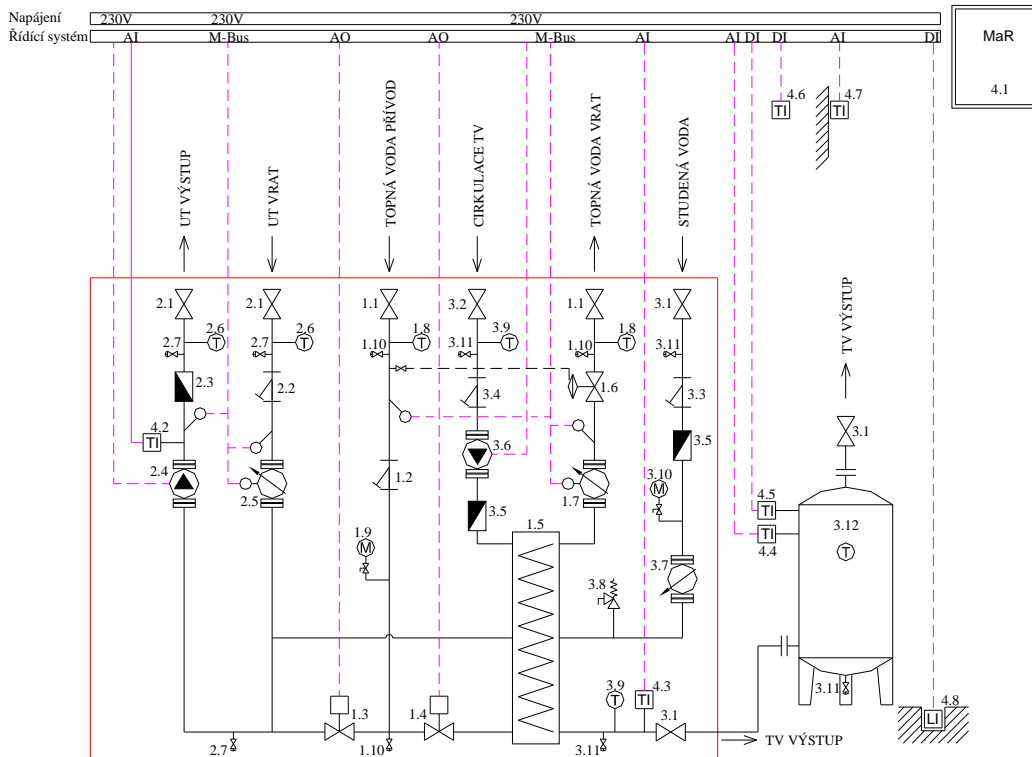 Napájení 230V 230V 230V
Řídící systém AI M-Bus AO AO M-Bus AI AI DI DI AI DI
MaR
4.1
4.6 4.7
TI TI
UT VÝSTUP
UT VRAT
TOPNÁ VODA PŘÍVOD
CIRKULACE TV
TOPNÁ VODA VRAT
STUDENÁ VODA
TV VÝSTUP
2.1 2.1 1.1 3.2 1.1 3.1
2.6 2.6 1.8 3.9 1.8
2.7 T 2.7 T 1.10 T 3.11 T 1.10 T 3.11
2.3 2.2 3.4 1.6 3.3
3.1
4.2
TI
3.6 3.5
2.4 1.2 3.10
M
2.5 1.7
4.5
TI
3.5 1.5
3.12
1.9
M
4.4
TI
T
3.7
3.8
3.9 4.3
T TI
3.11
1.3 1.4 3.1
4.8
LI
2.7 1.10 3.11
TV VÝSTUP